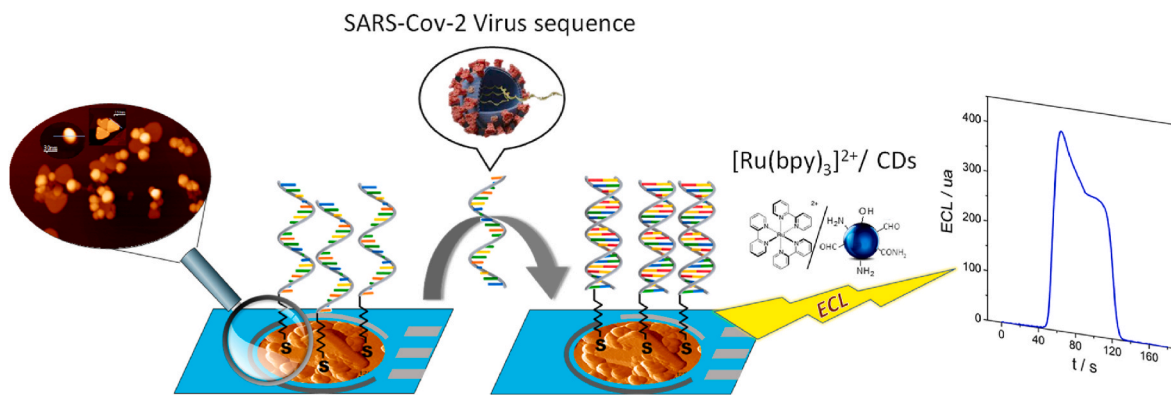 SARS-Cov-2 Virus sequence
[Ru(bpy)₃]²⁺/ CDs
2+
OH
H₂N
CHO
OHC
CONH₂
NH₂
S
S
S
S
S
S
ECL
ECL / ua
400
300
200
100
0
0
40
80
120
160
t / s